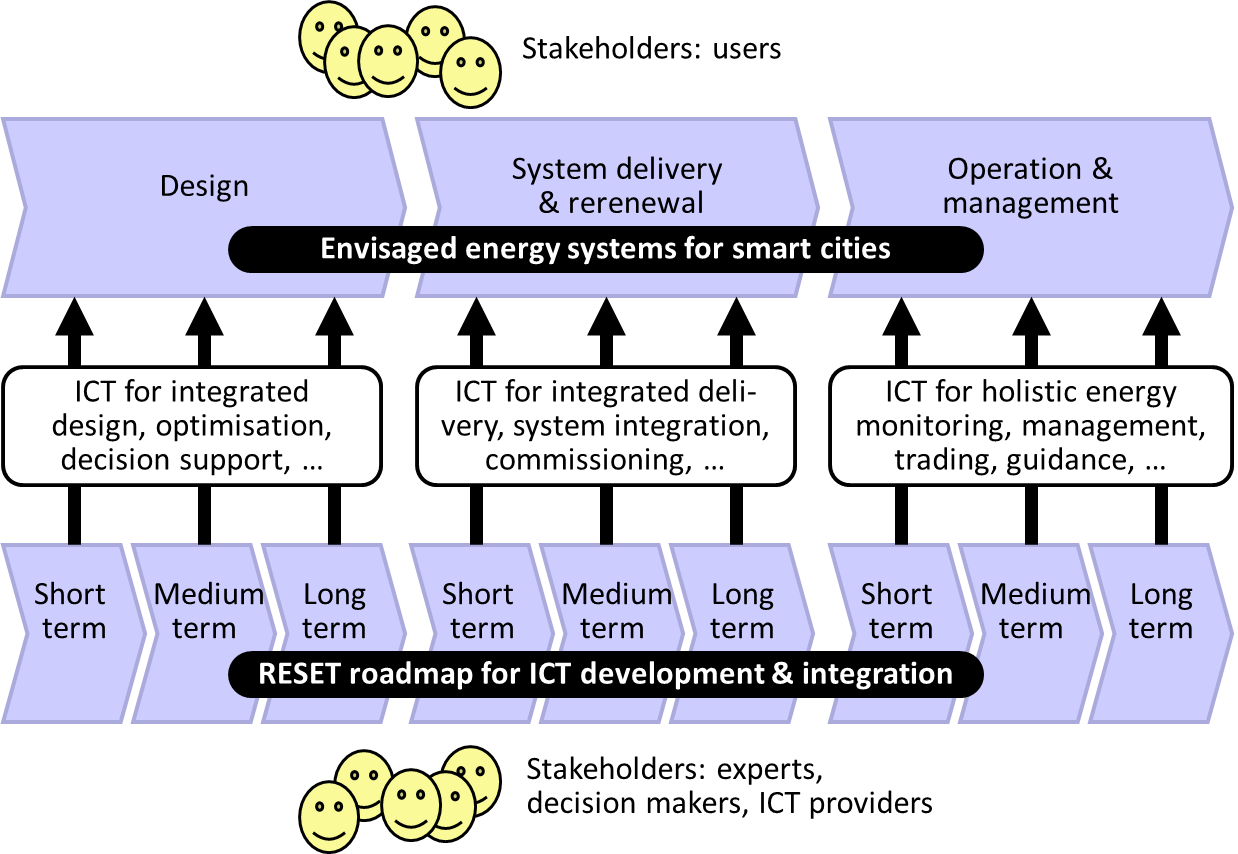 Stakeholders: users
Design
System delivery
& rerenewal
Operation &
management
Envisaged energy systems for smart cities
ICT for integrated
design, optimisation,
decision support, ...
ICT for integrated deli-
very, system integration,
commissioning, ...
ICT for holistic energy
monitoring, management,
trading, guidance, ...
Short
term
Medium
term
Long
term
Short
term
Medium
term
Long
term
Short
term
Medium
term
Long
term
RESET roadmap for ICT development & integration
Stakeholders: experts,
decision makers, ICT providers